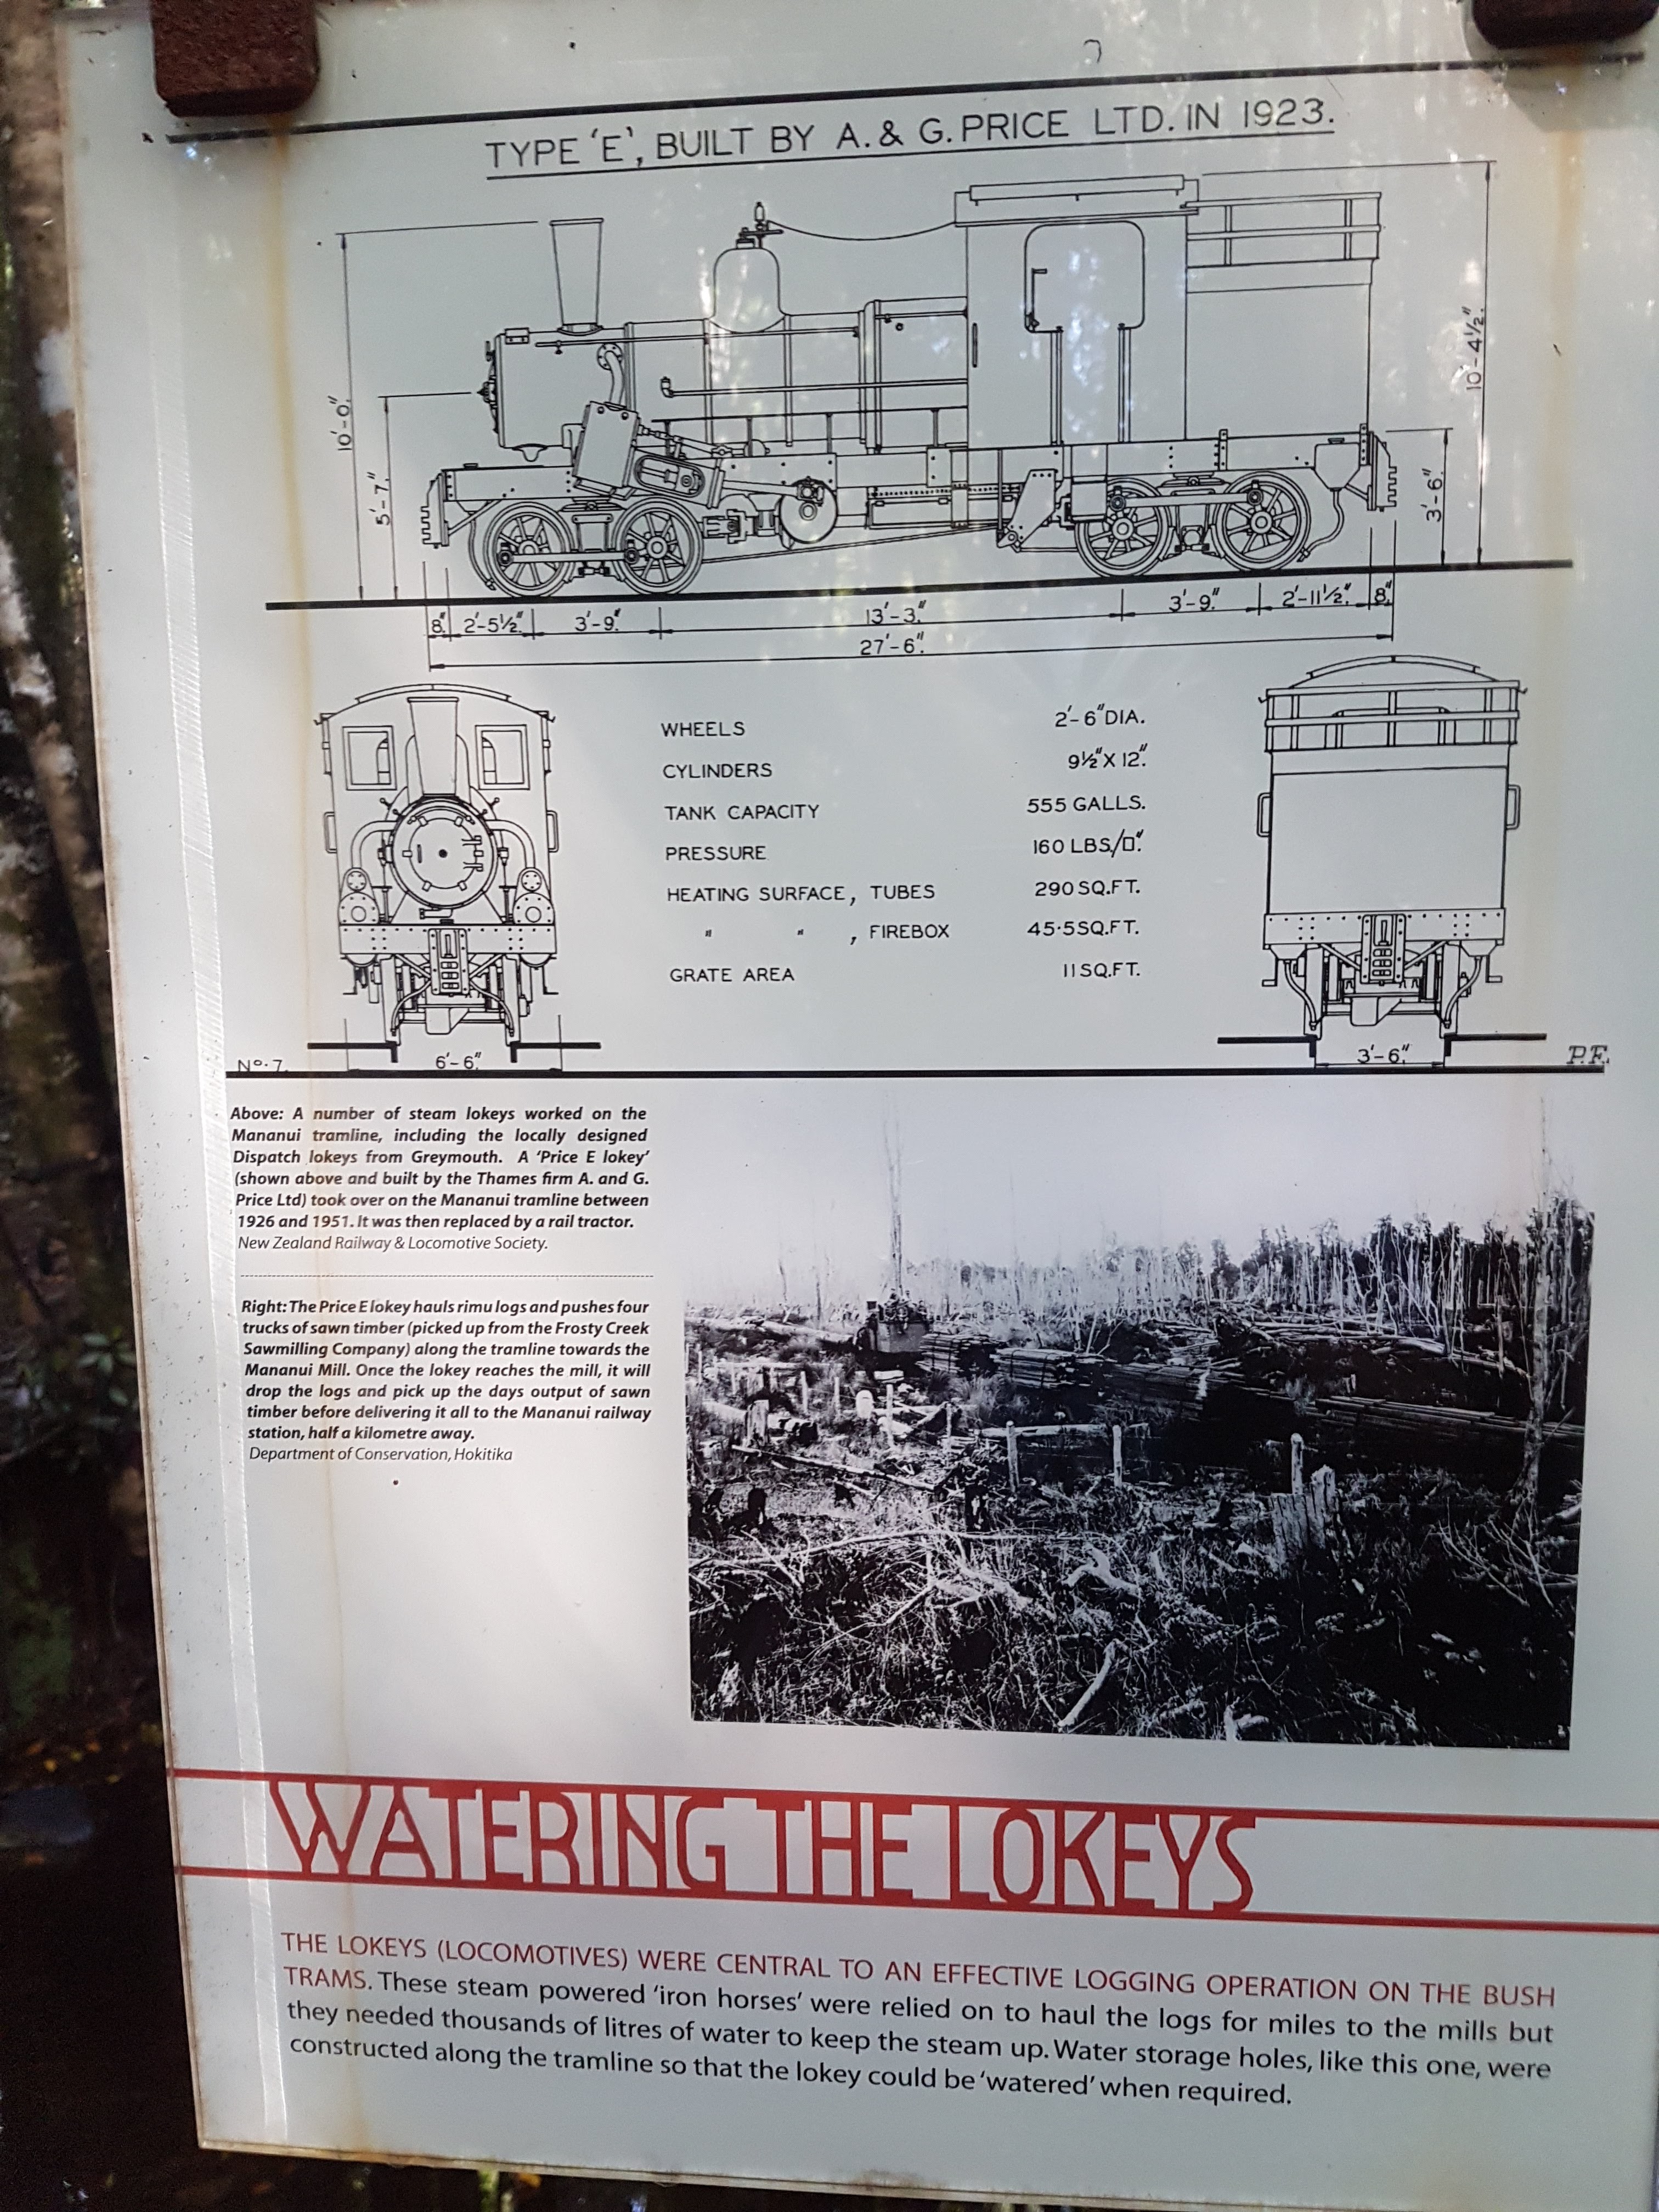 TYPE 'E', BUILT BY A. & G. PRICE LTD. IN 1923.
10'-0"
5'-7"
10'-4½"
3'-6"
8" 2'-5½" 3'-9" 13'-3" 3'-9" 2'-11½" 8"
27'-6"
WHEELS 2'-6" DIA.
CYLINDERS 9½" X 12"
TANK CAPACITY 555 GALLS.
PRESSURE 160 LBS/□"
HEATING SURFACE, TUBES 290 SQ.FT.
" " , FIREBOX 45·5 SQ.FT.
GRATE AREA 11 SQ.FT.
Nº. 7. 6'-6" 3'-6" P.F.
Above: A number of steam lokeys worked on the
Mananui tramline, including the locally designed
Dispatch lokeys from Greymouth. A 'Price E lokey'
(shown above and built by the Thames firm A. and G.
Price Ltd) took over on the Mananui tramline between
1926 and 1951. It was then replaced by a rail tractor.
New Zealand Railway & Locomotive Society.
Right: The Price E lokey hauls rimu logs and pushes four
trucks of sawn timber (picked up from the Frosty Creek
Sawmilling Company) along the tramline towards the
Mananui Mill. Once the lokey reaches the mill, it will
drop the logs and pick up the days output of sawn
timber before delivering it all to the Mananui railway
station, half a kilometre away.
Department of Conservation, Hokitika
WATERING THE LOKEYS
THE LOKEYS (LOCOMOTIVES) WERE CENTRAL TO AN EFFECTIVE LOGGING OPERATION ON THE BUSH
TRAMS. These steam powered 'iron horses' were relied on to haul the logs for miles to the mills but
they needed thousands of litres of water to keep the steam up. Water storage holes, like this one, were
constructed along the tramline so that the lokey could be 'watered' when required.